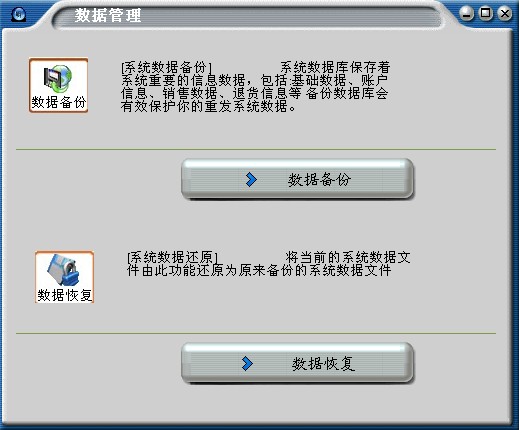 数据管理
[系统数据备份] 系统数据库保存着
系统重要的信息数据，包括:基础数据、账户
信息、销售数据、退货信息等.备份数据库会
有效保护你的重发系统数据。
数据备份
数据备份
[系统数据还原] 将当前的系统数据文
件由此功能还原为原来备份的系统数据文件
数据恢复
数据恢复